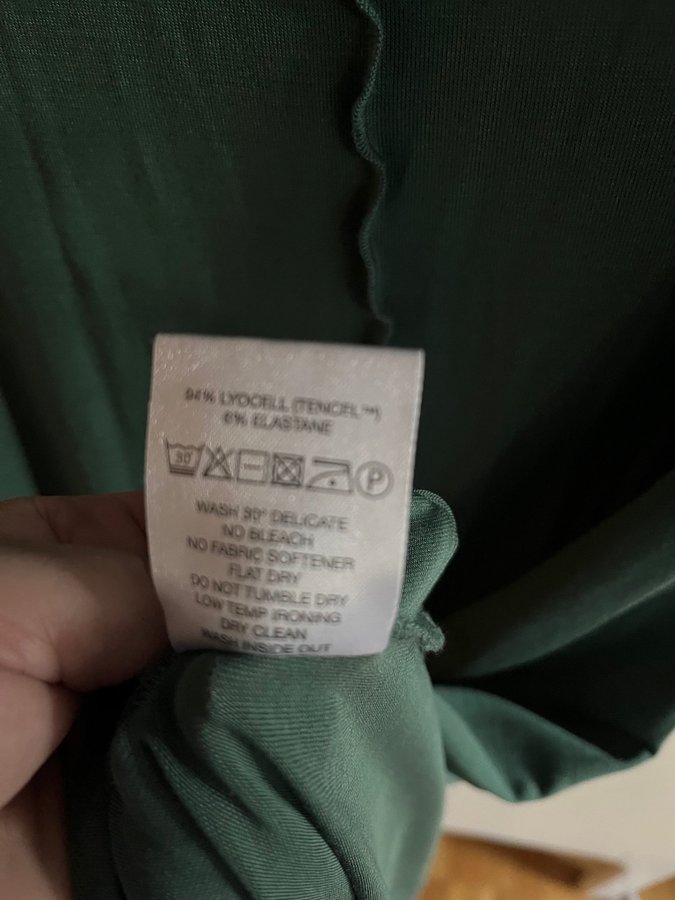 94% LYOCELL (TENCEL™)
6% ELASTANE
30° P
WASH 30° DELICATE
NO BLEACH
NO FABRIC SOFTENER
FLAT DRY
DO NOT TUMBLE DRY
LOW TEMP IRONING
DRY CLEAN
WASH INSIDE OUT